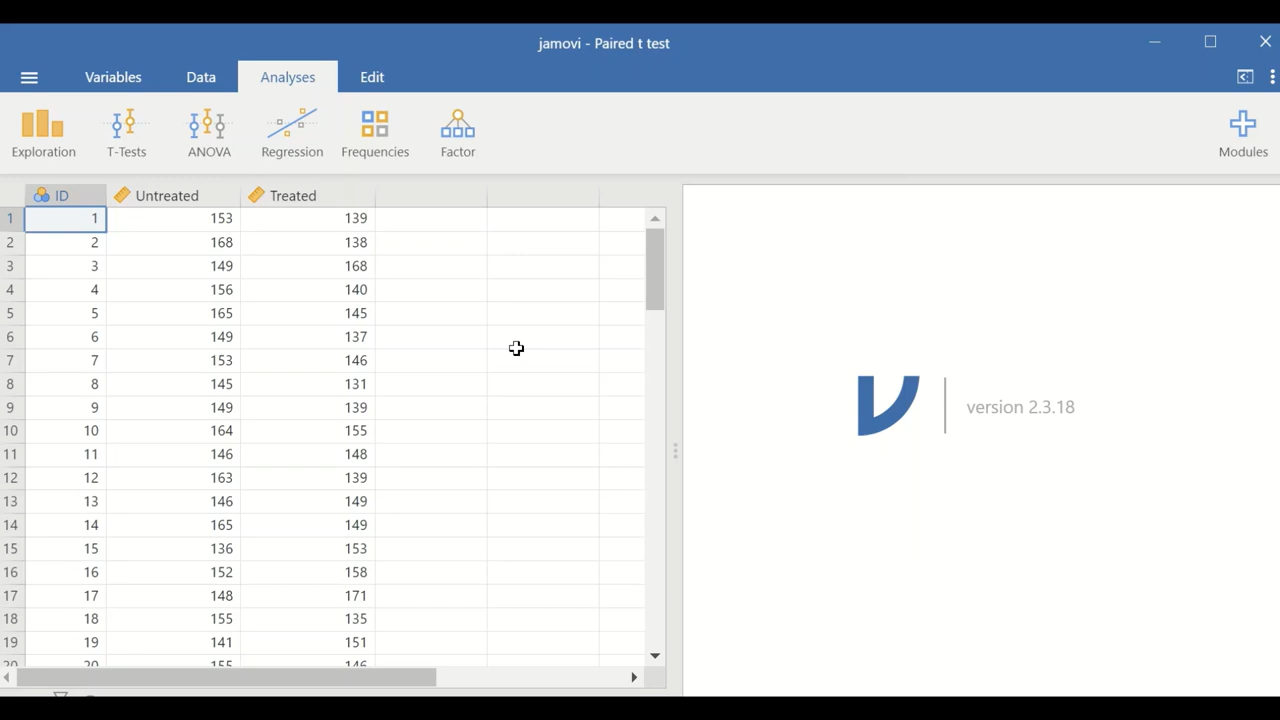 jamovi - Paired t test
Variables Data Analyses Edit
Exploration T-Tests ANOVA Regression Frequencies Factor Modules
ID Untreated Treated
1 1 153 139
2 2 168 138
3 3 149 168
4 4 156 140
5 5 165 145
6 6 149 137
7 7 153 146
8 8 145 131
9 9 149 139
10 10 164 155
11 11 146 148
12 12 163 139
13 13 146 149
14 14 165 149
15 15 136 153
16 16 152 158
17 17 148 171
18 18 155 135
19 19 141 151
20 20 155 146
version 2.3.18